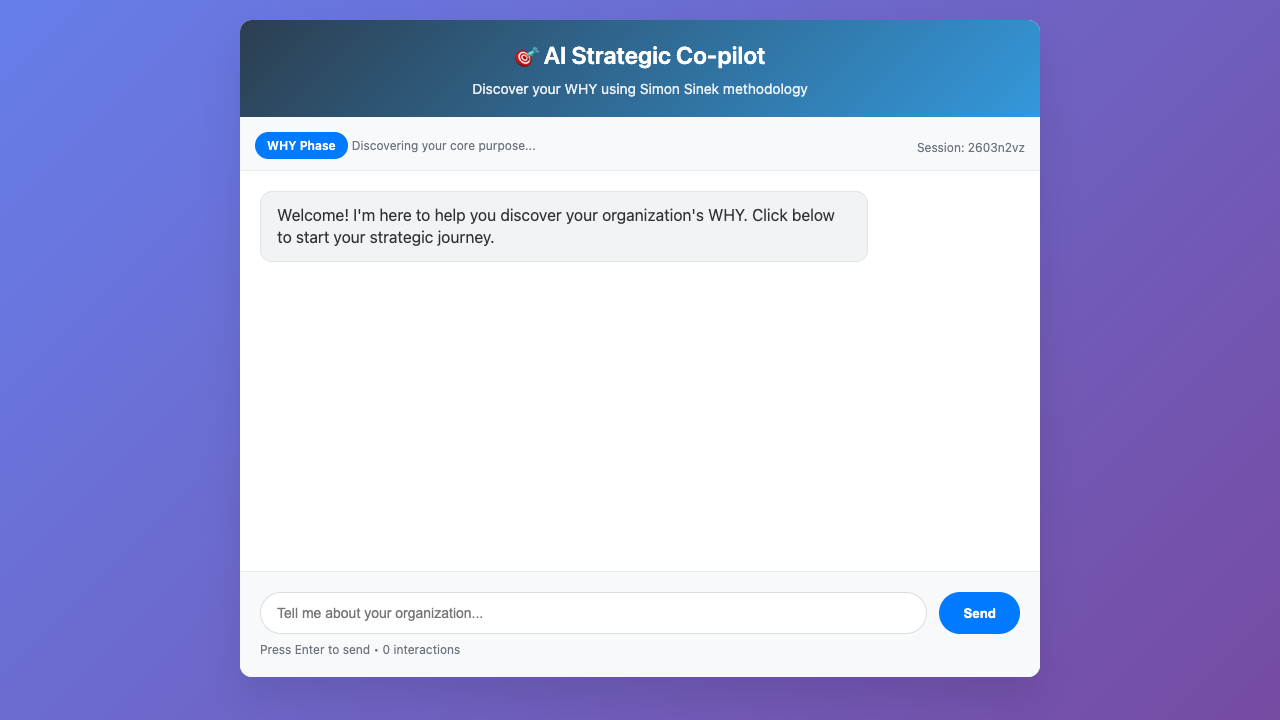 🎯 AI Strategic Co-pilot
Discover your WHY using Simon Sinek methodology
WHY Phase Discovering your core purpose...
Session: 2603n2vz
Welcome! I'm here to help you discover your organization's WHY. Click below
to start your strategic journey.
Tell me about your organization...
Send
Press Enter to send • 0 interactions